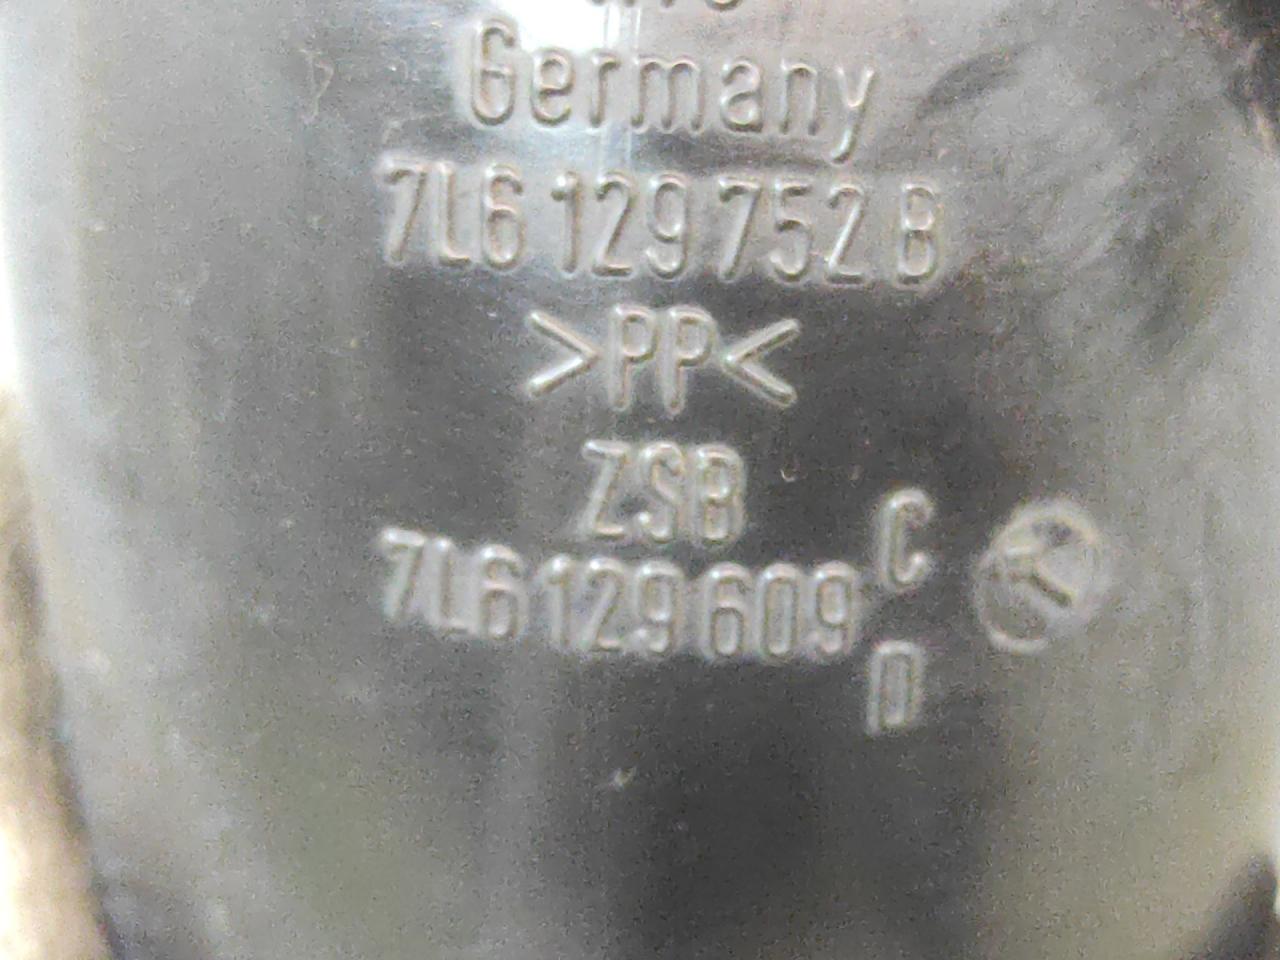 Germany
7L6 129 752 B
>PP<
ZSB
7L6 129 609 C
D